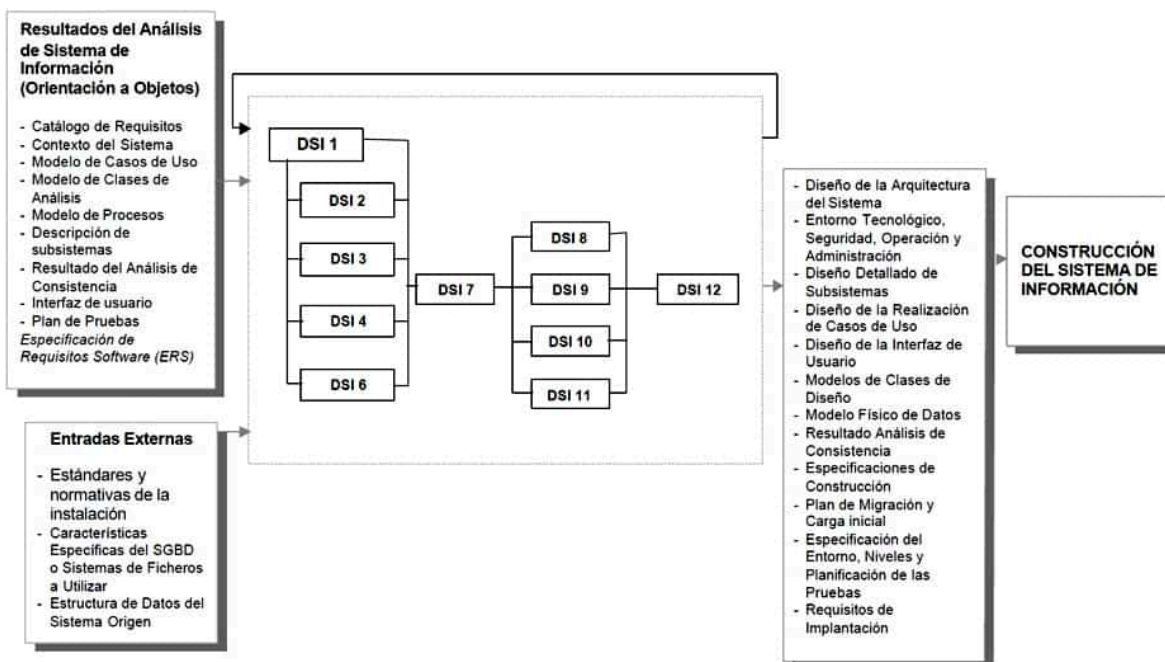 Resultados del Análisis
de Sistema de
Información
(Orientación a Objetos)
- Catálogo de Requisitos
- Contexto del Sistema
- Modelo de Casos de Uso
- Modelo de Clases de
Análisis
- Modelo de Procesos
- Descripción de
subsistemas
- Resultado del Análisis de
Consistencia
- Interfaz de usuario
- Plan de Pruebas
Especificación de
Requisitos Software (ERS)
Entradas Externas
- Estándares y
normativas de la
instalación
- Características
Específicas del SGBD
o Sistemas de Ficheros
a Utilizar
- Estructura de Datos del
Sistema Origen
DSI 1
DSI 2
DSI 3
DSI 4
DSI 6
DSI 7
DSI 8
DSI 9
DSI 10
DSI 11
DSI 12
- Diseño de la Arquitectura
del Sistema
- Entorno Tecnológico,
Seguridad, Operación y
Administración
- Diseño Detallado de
Subsistemas
- Diseño de la Realización
de Casos de Uso
- Diseño de la Interfaz de
Usuario
- Modelos de Clases de
Diseño
- Modelo Físico de Datos
- Resultado Análisis de
Consistencia
- Especificaciones de
Construcción
- Plan de Migración y
Carga inicial
- Especificación del
Entorno, Niveles y
Planificación de las
Pruebas
- Requisitos de
Implantación
CONSTRUCCIÓN
DEL SISTEMA DE
INFORMACIÓN